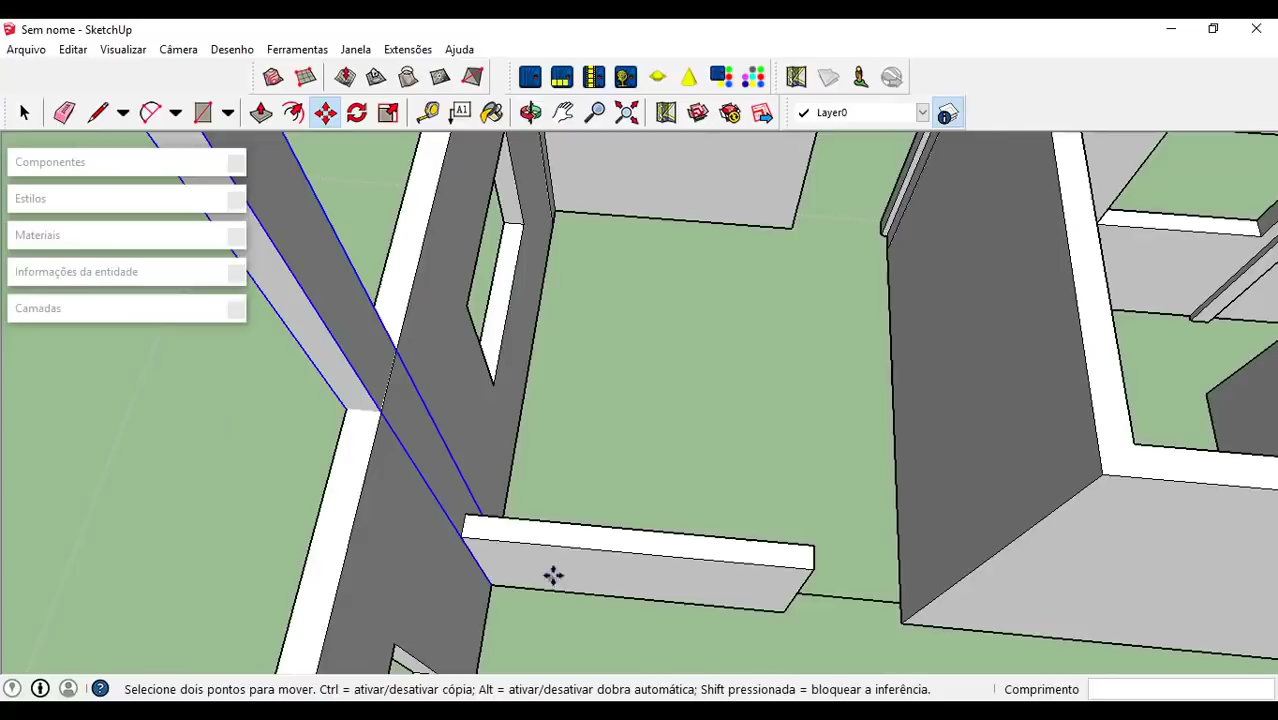 Sem nome - SketchUp
Arquivo Editar Visualizar Câmera Desenho Ferramentas Janela Extensões Ajuda
A1
Layer0
Componentes
Estilos
Materiais
Informações da entidade
Camadas
Selecione dois pontos para mover. Ctrl = ativar/desativar cópia; Alt = ativar/desativar dobra automática; Shift pressionada = bloquear a inferência. Comprimento